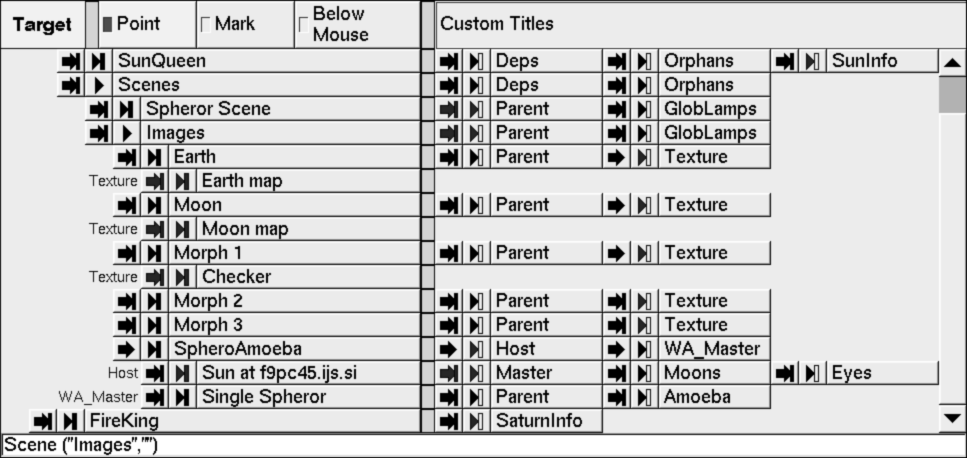 Target Point Mark Below Mouse Custom Titles
SunQueen Deps Orphans SunInfo
Scenes Deps Orphans
Spheror Scene Parent GlobLamps
Images Parent GlobLamps
Earth Parent Texture
Texture Earth map
Moon Parent Texture
Texture Moon map
Morph 1 Parent Texture
Texture Checker
Morph 2 Parent Texture
Morph 3 Parent Texture
SpheroAmoeba Host WA_Master
Host Sun at f9pc45.ijs.si Master Moons Eyes
WA_Master Single Spheror Parent Amoeba
FireKing SaturnInfo
Scene ("Images","")